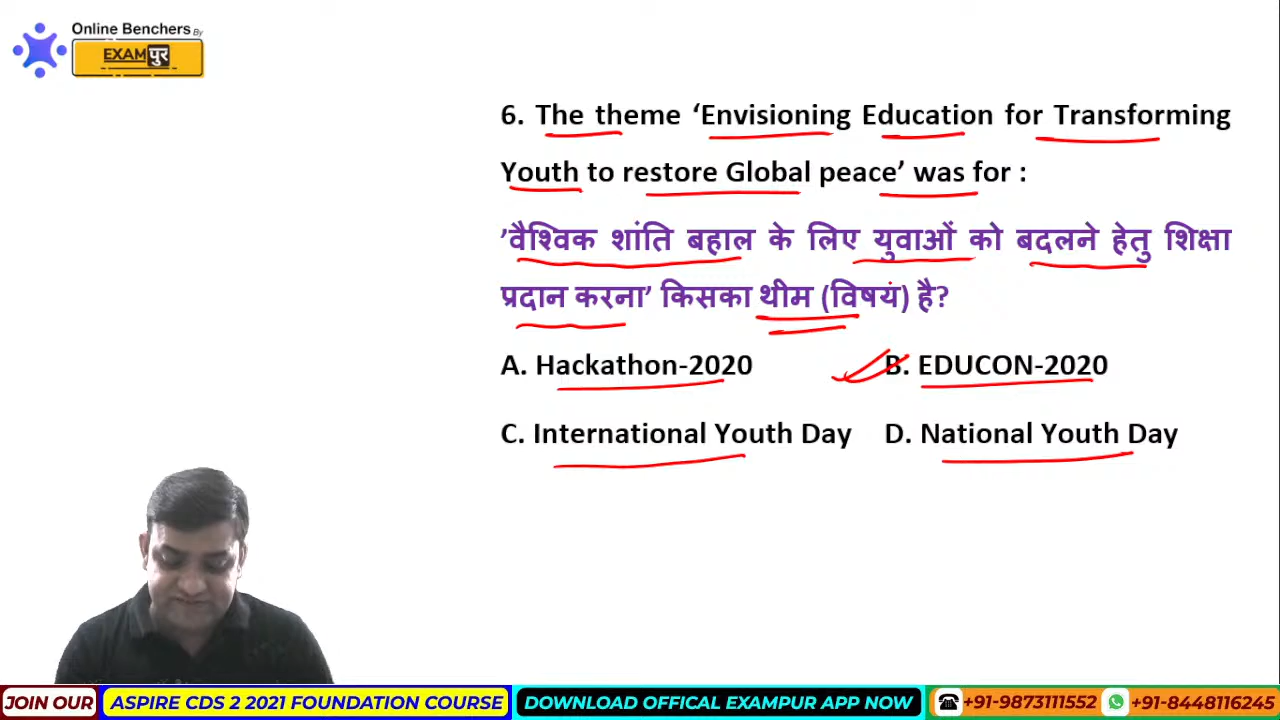 Online Benchers By
EXAMपुर
6. The theme ‘Envisioning Education for Transforming
Youth to restore Global peace’ was for :
’वैश्विक शांति बहाल के लिए युवाओं को बदलने हेतु शिक्षा
प्रदान करना’ किसका थीम (विषय) है?
A. Hackathon-2020 B. EDUCON-2020
C. International Youth Day D. National Youth Day
JOIN OUR ASPIRE CDS 2 2021 FOUNDATION COURSE DOWNLOAD OFFICAL EXAMPUR APP NOW +91-9873111552 +91-8448116245